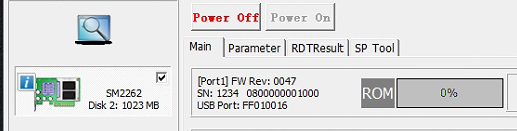 Power Off Power On
Main Parameter RDTResult SP Tool
SM2262
Disk 2: 1023 MB
[Port1] FW Rev: 0047
SN: 1234 0800000001000
USB Port: FF010016
ROM 0%